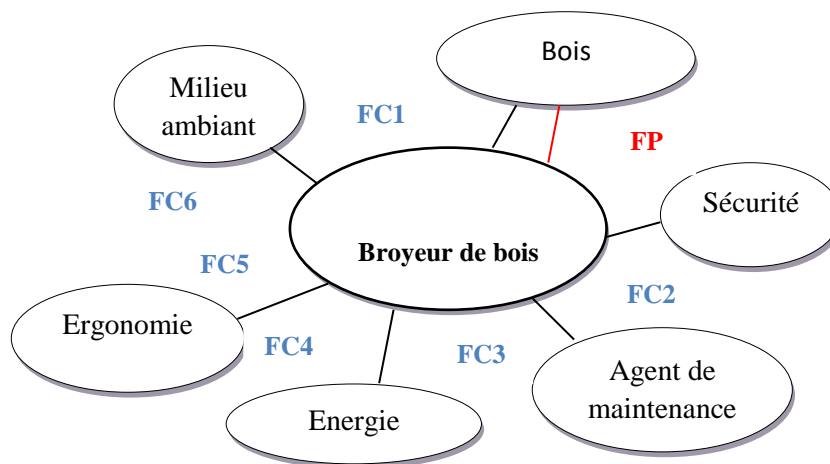 Bois
Milieu
ambiant
FC1
FP
FC6
Sécurité
Broyeur de bois
FC5
FC2
Ergonomie
FC4
FC3
Agent de
maintenance
Energie